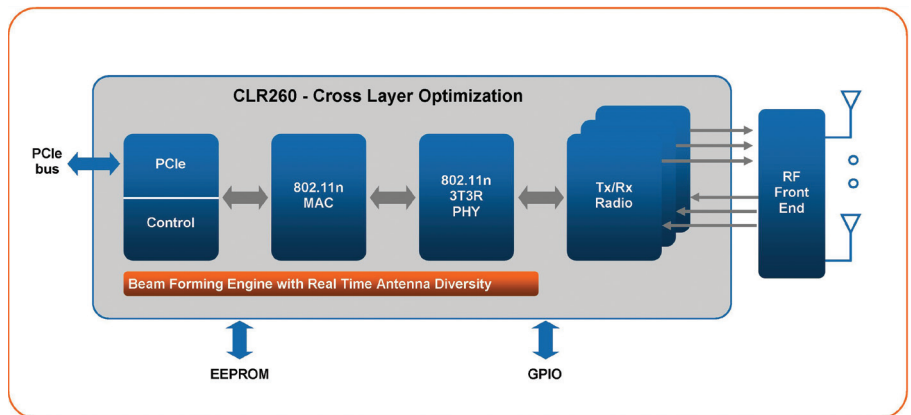 CLR260 - Cross Layer Optimization
PCIe
bus
PCIe
Control
802.11n
MAC
802.11n
3T3R
PHY
Tx/Rx
Radio
RF
Front
End
Beam Forming Engine with Real Time Antenna Diversity
EEPROM
GPIO